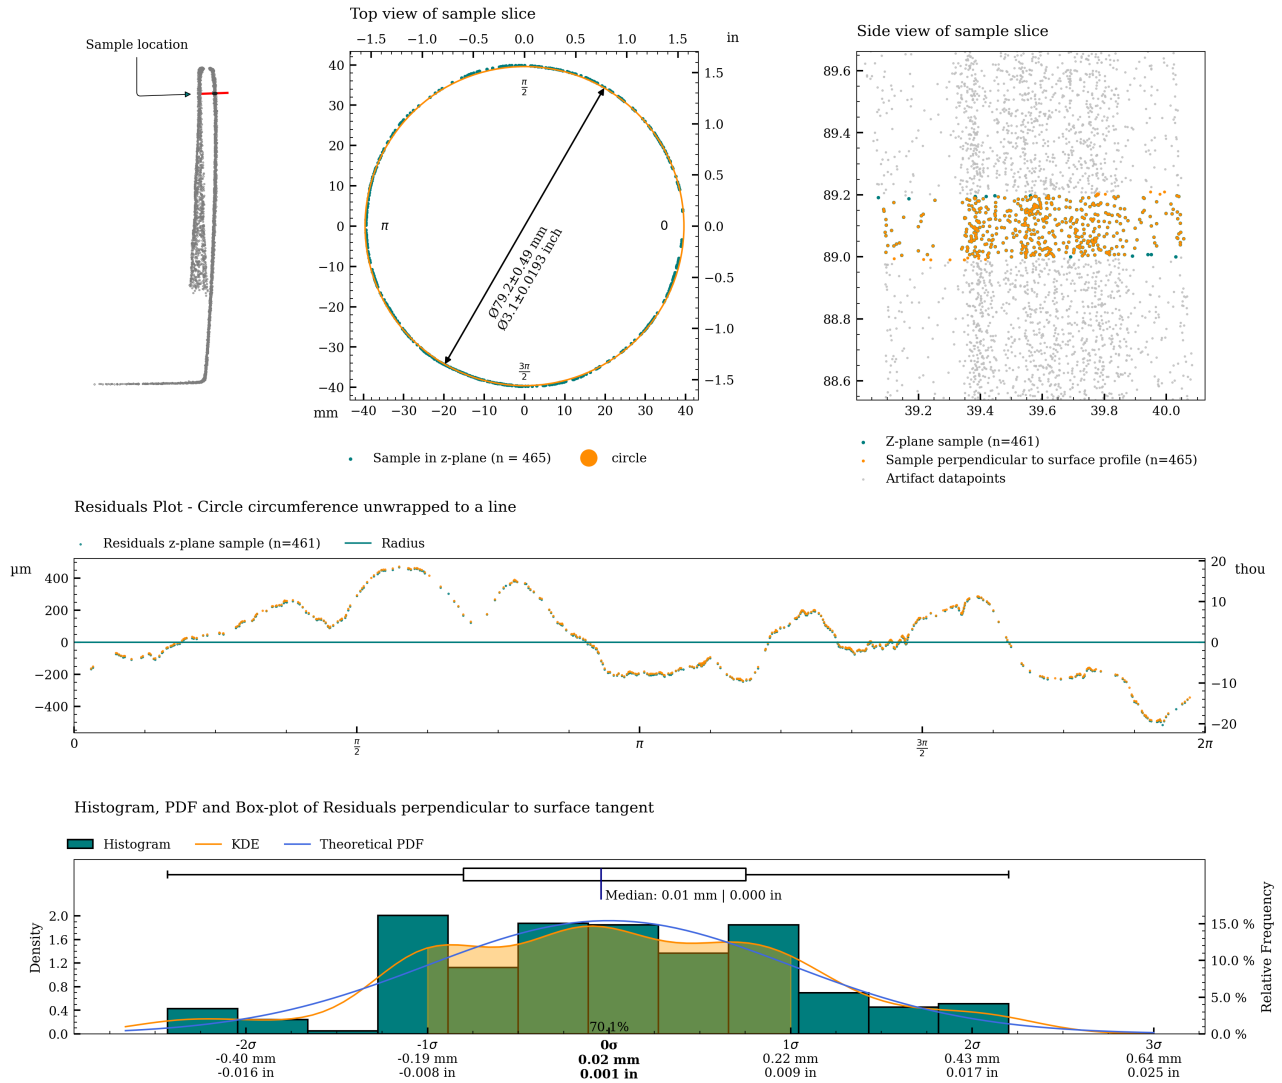 Sample location
Top view of sample slice
−1.5 −1.0 −0.5 0.0 0.5 1.0 1.5 in
40
30
20
10
0
−10
−20
−30
−40
1.5
1.0
0.5
0.0
−0.5
−1.0
−1.5
π/2
π
0
3π/2
Ø79.2±0.49 mm
Ø3.1±0.0193 inch
mm −40 −30 −20 −10 0 10 20 30 40
Sample in z-plane (n = 465) circle
Side view of sample slice
89.6
89.4
89.2
89.0
88.8
88.6
39.2 39.4 39.6 39.8 40.0
Z-plane sample (n=461)
Sample perpendicular to surface profile (n=465)
Artifact datapoints
Residuals Plot - Circle circumference unwrapped to a line
Residuals z-plane sample (n=461) Radius
µm
400
200
0
−200
−400
thou
20
10
0
−10
−20
0 π/2 π 3π/2 2π
Histogram, PDF and Box-plot of Residuals perpendicular to surface tangent
Histogram KDE Theoretical PDF
Median: 0.01 mm | 0.000 in
Density
2.0
1.6
1.2
0.8
0.4
0.0
Relative Frequency
15.0 %
10.0 %
5.0 %
0.0 %
70.1%
-2σ -1σ 0σ 1σ 2σ 3σ
-0.40 mm -0.19 mm 0.02 mm 0.22 mm 0.43 mm 0.64 mm
-0.016 in -0.008 in 0.001 in 0.009 in 0.017 in 0.025 in